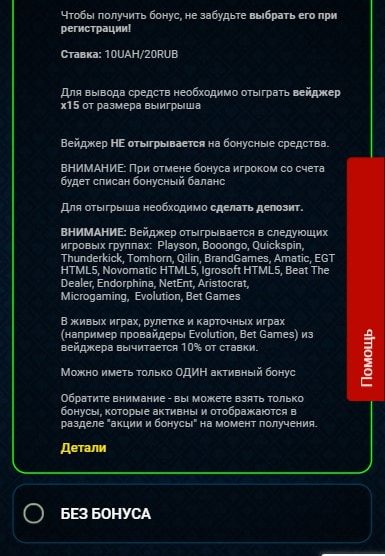 Чтобы получить бонус, не забудьте выбрать его при
регистрации!
Ставка: 10UAH/20RUB
Для вывода средств необходимо отыграть вейджер
x15 от размера выигрыша
Вейджер НЕ отыгрывается на бонусные средства.
ВНИМАНИЕ: При отмене бонуса игроком со счета
будет списан бонусный баланс
Для отыгрыша необходимо сделать депозит.
ВНИМАНИЕ: Вейджер отыгрывается в следующих
игровых группах: Playson, Booongo, Quickspin,
Thunderkick, Tomhorn, Qilin, BrandGames, Amatic, EGT
HTML5, Novomatic HTML5, Igrosoft HTML5, Beat The
Dealer, Endorphina, NetEnt, Aristocrat,
Microgaming, Evolution, Bet Games
В живых играх, рулетке и карточных играх
(например провайдеры Evolution, Bet Games) из
вейджера вычитается 10% от ставки.
Можно иметь только ОДИН активный бонус
Обратите внимание - вы можете взять только
бонусы, которые активны и отображаются в
разделе "акции и бонусы" на момент получения.
Детали
БЕЗ БОНУСА
Помощь